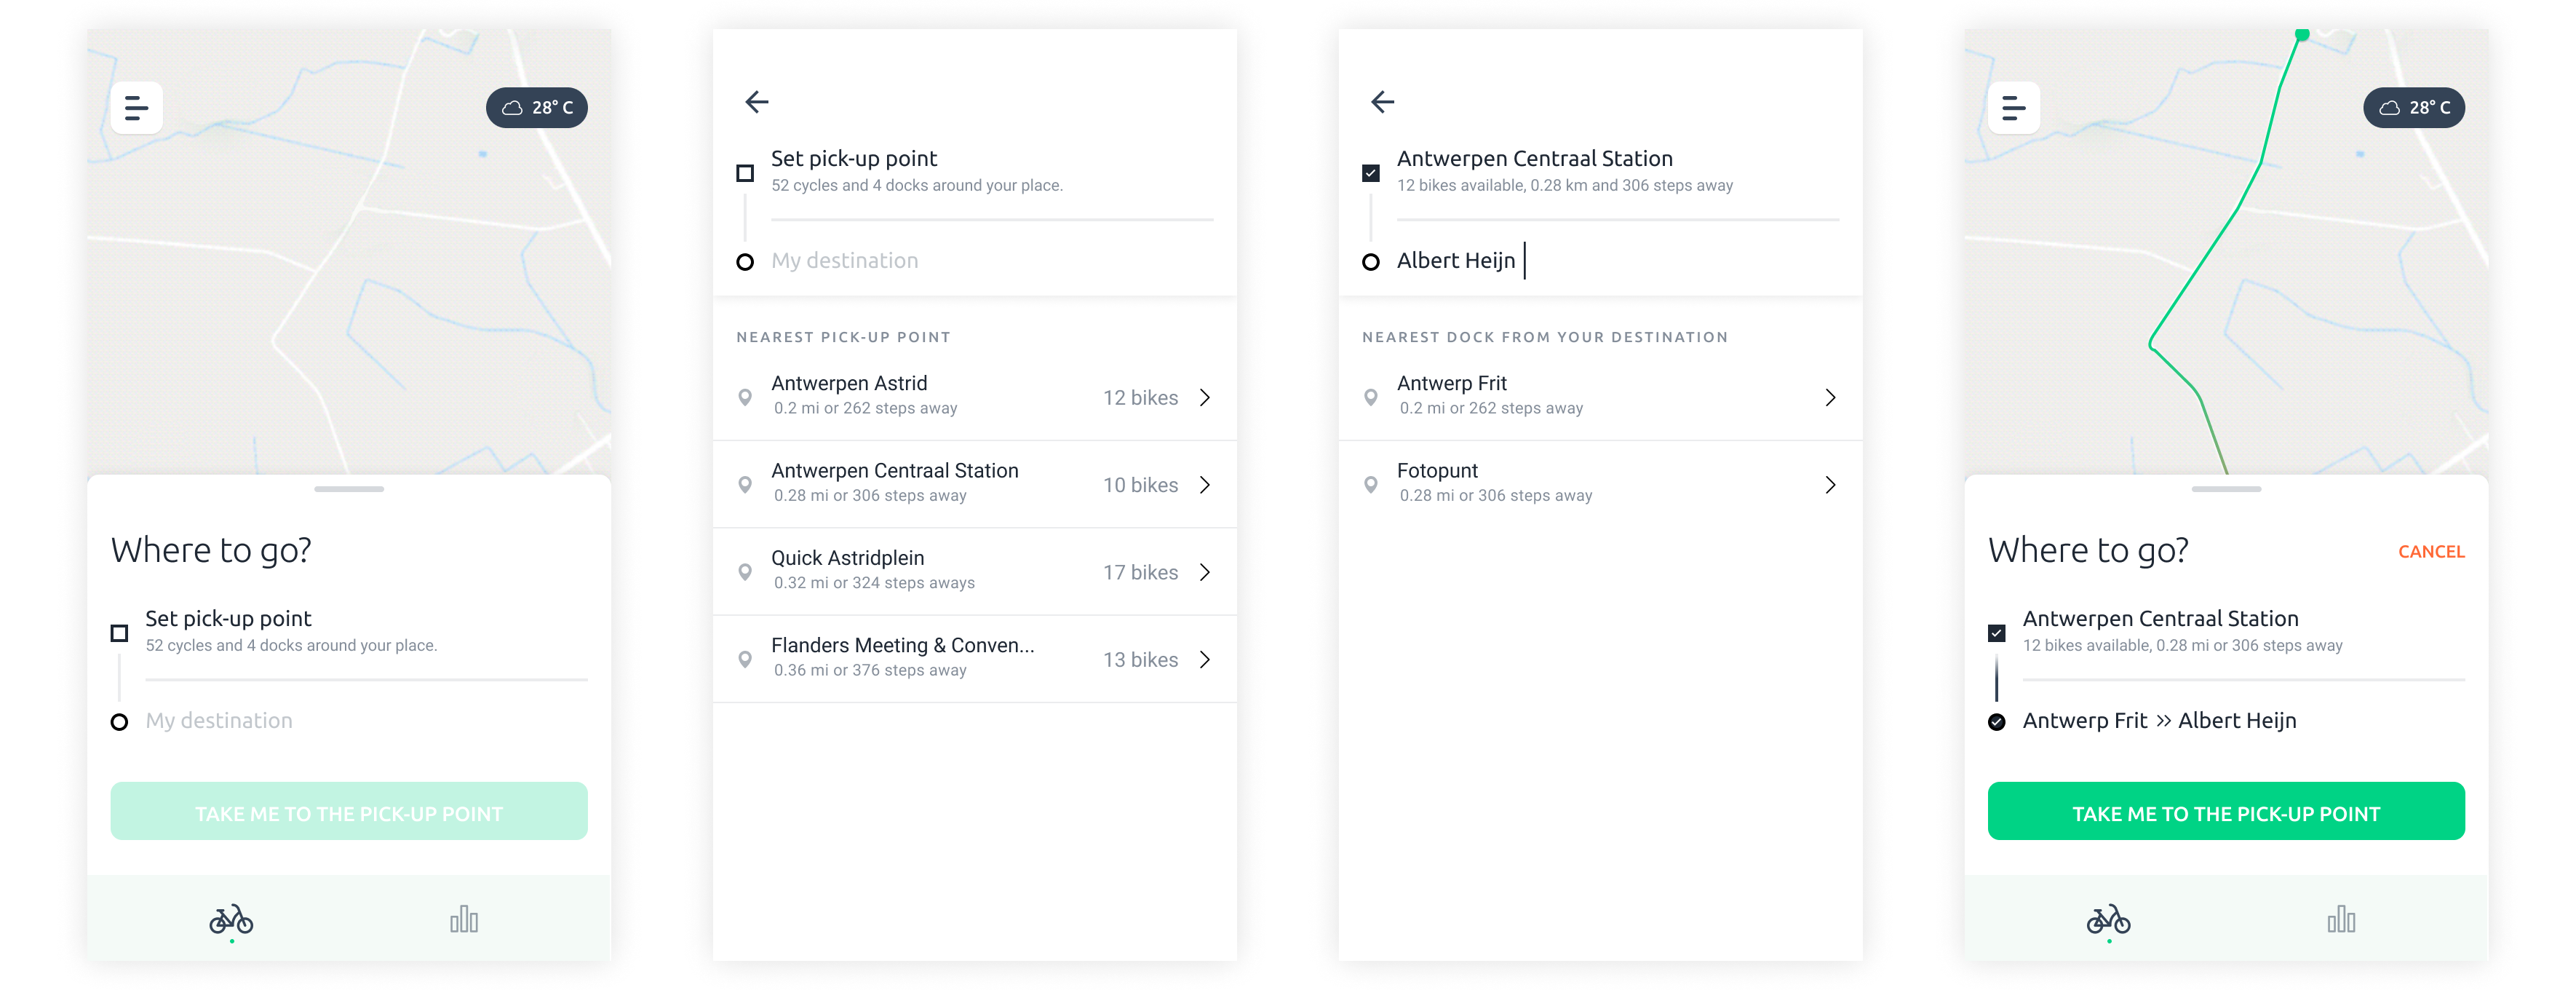 28° C
Where to go?
Set pick-up point
52 cycles and 4 docks around your place.
My destination
TAKE ME TO THE PICK-UP POINT
Set pick-up point
52 cycles and 4 docks around your place.
My destination
NEAREST PICK-UP POINT
Antwerpen Astrid
0.2 mi or 262 steps away
12 bikes
Antwerpen Centraal Station
0.28 mi or 306 steps away
10 bikes
Quick Astridplein
0.32 mi or 324 steps aways
17 bikes
Flanders Meeting & Conven...
0.36 mi or 376 steps away
13 bikes
Antwerpen Centraal Station
12 bikes available, 0.28 km and 306 steps away
Albert Heijn
NEAREST DOCK FROM YOUR DESTINATION
Antwerp Frit
0.2 mi or 262 steps away
Fotopunt
0.28 mi or 306 steps away
28° C
Where to go?
CANCEL
Antwerpen Centraal Station
12 bikes available, 0.28 mi or 306 steps away
Antwerp Frit >> Albert Heijn
TAKE ME TO THE PICK-UP POINT